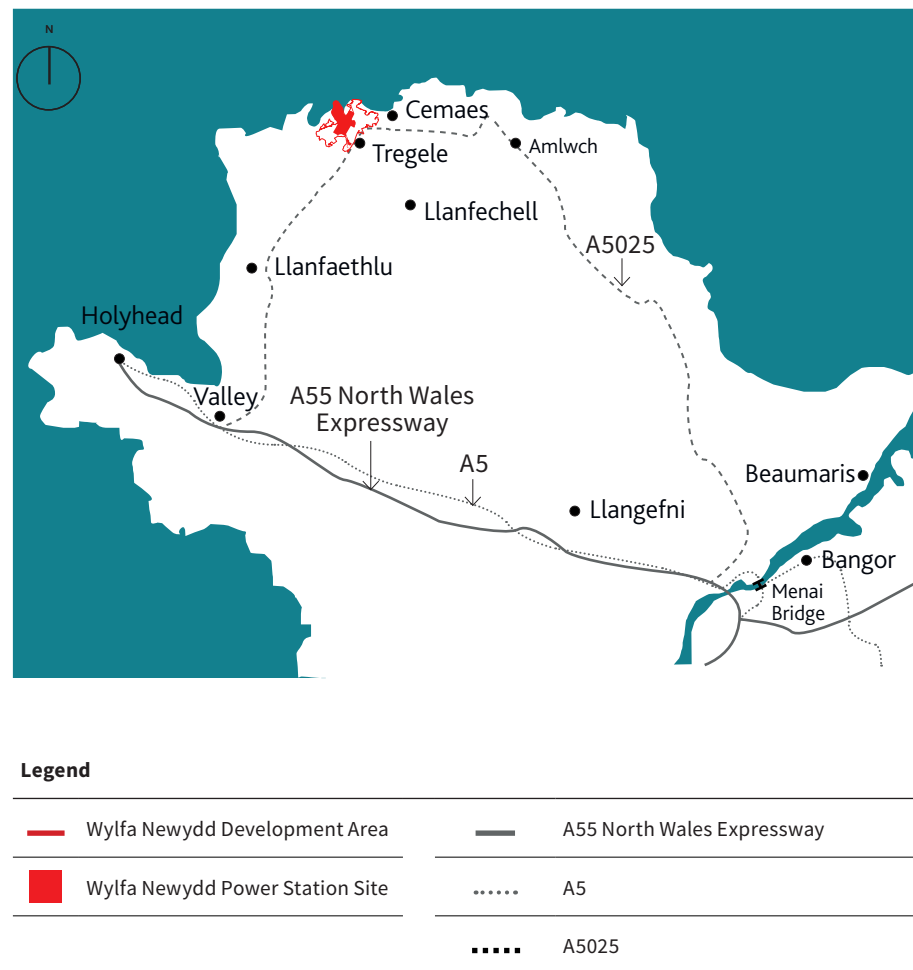 N
Cemaes
Tregele
Amlwch
Llanfechell
A5025
Llanfaethlu
Holyhead
Valley
A55 North Wales
Expressway
A5
Beaumaris
Llangefni
Bangor
Menai
Bridge
Legend
Wylfa Newydd Development Area
A55 North Wales Expressway
Wylfa Newydd Power Station Site
A5
A5025